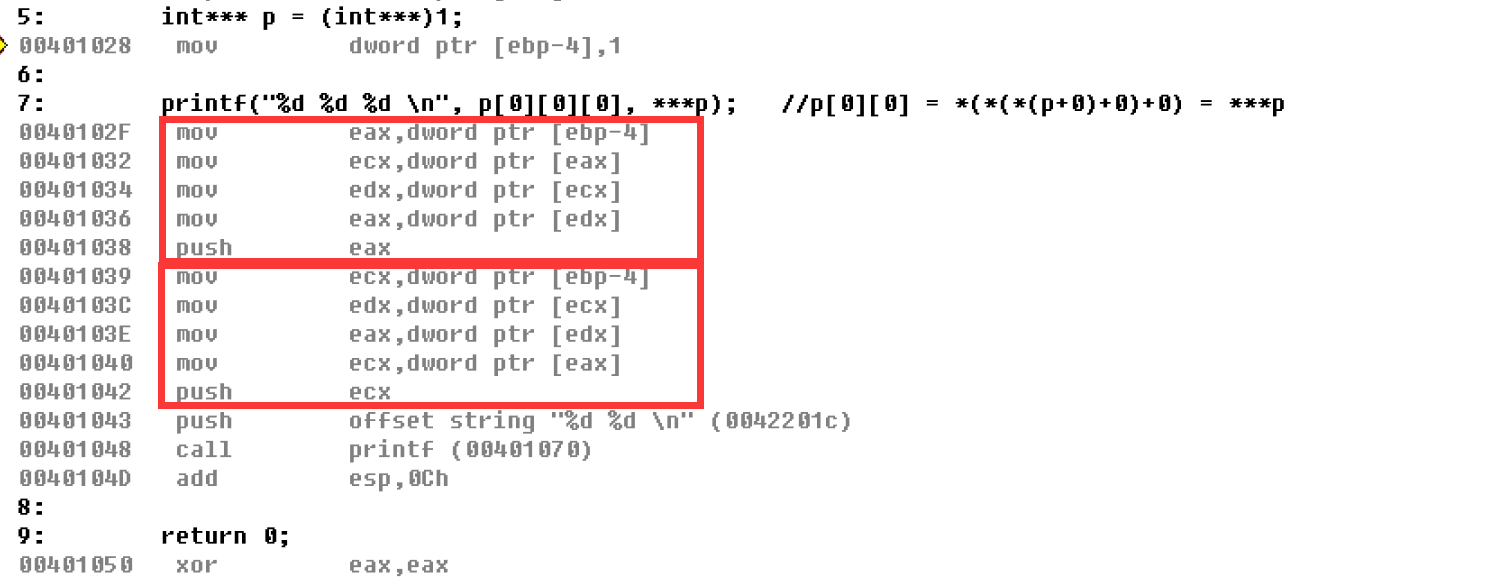 5: int*** p = (int***)1;
00401028 mov dword ptr [ebp-4],1
6:
7: printf("%d %d %d \n", p[0][0][0], ***p); //p[0][0] = *(*(*(p+0)+0)+0) = ***p
0040102F mov eax,dword ptr [ebp-4]
00401032 mov ecx,dword ptr [eax]
00401034 mov edx,dword ptr [ecx]
00401036 mov eax,dword ptr [edx]
00401038 push eax
00401039 mov ecx,dword ptr [ebp-4]
0040103C mov edx,dword ptr [ecx]
0040103E mov eax,dword ptr [edx]
00401040 mov ecx,dword ptr [eax]
00401042 push ecx
00401043 push offset string "%d %d \n" (0042201c)
00401048 call printf (00401070)
0040104D add esp,0Ch
8:
9: return 0;
00401050 xor eax,eax